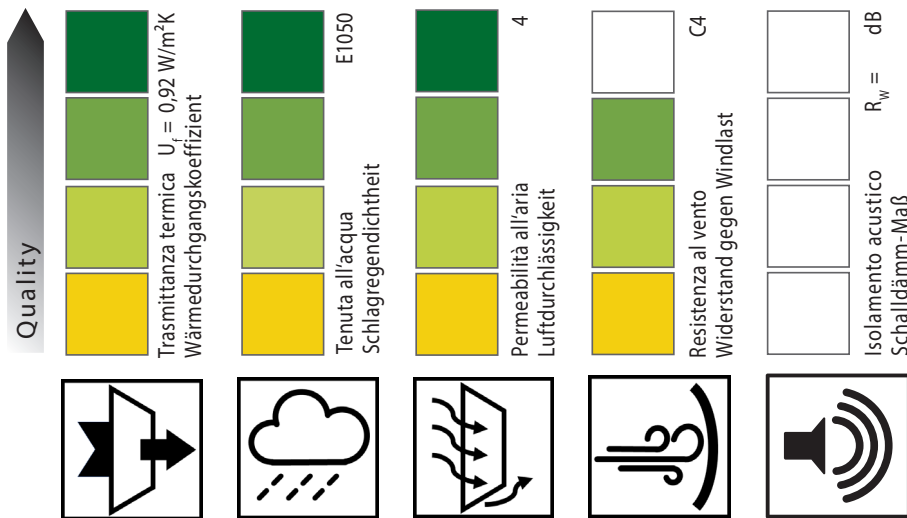 Quality
Trasmittanza termica U_f = 0,92 W/m²K
Wärmedurchgangskoeffizient
Tenuta all'acqua E1050
Schlagregendichtheit
Permeabilità all'aria 4
Luftdurchlässigkeit
Resistenza al vento C4
Widerstand gegen Windlast
Isolamento acustico R_w = dB
Schalldämm-Maß